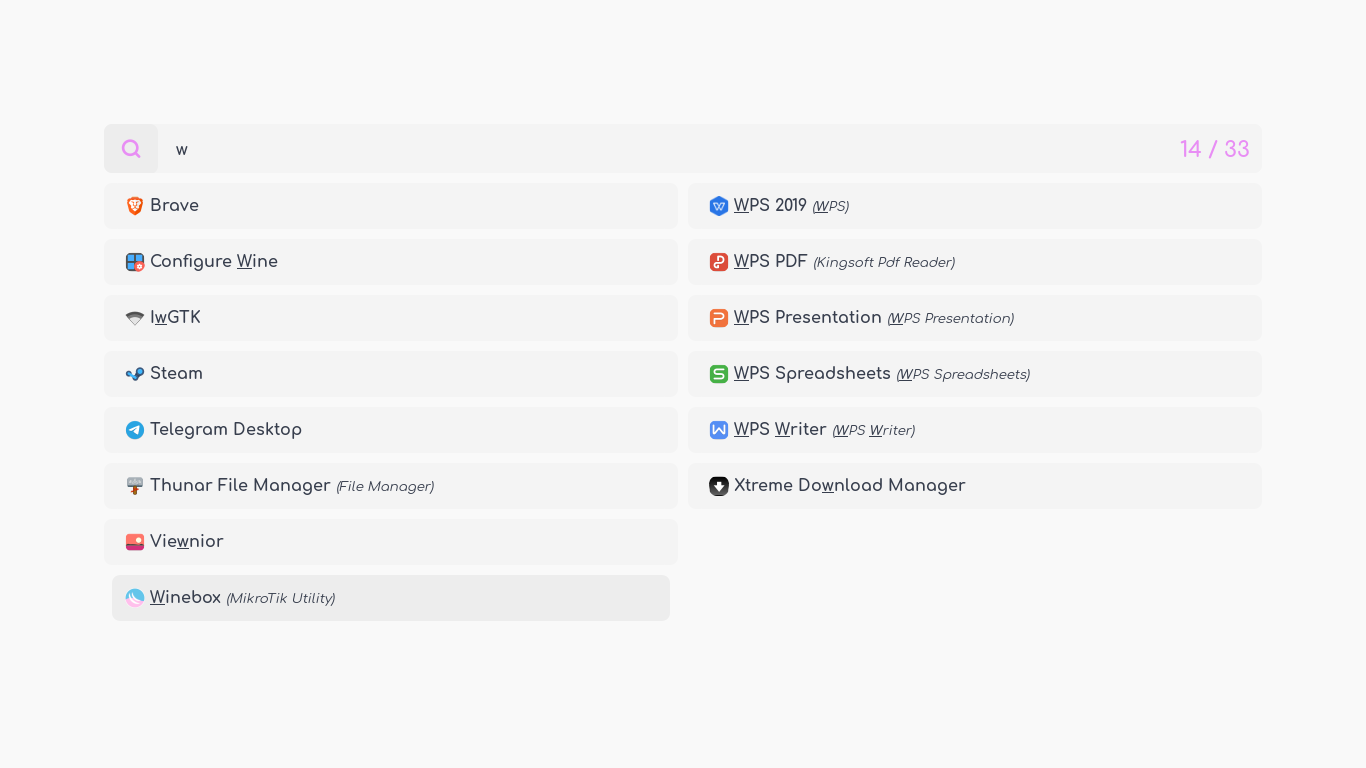 w
14 / 33
Brave
Configure Wine
IwGTK
Steam
Telegram Desktop
Thunar File Manager (File Manager)
Viewnior
Winebox (MikroTik Utility)
WPS 2019 (WPS)
WPS PDF (Kingsoft Pdf Reader)
WPS Presentation (WPS Presentation)
WPS Spreadsheets (WPS Spreadsheets)
WPS Writer (WPS Writer)
Xtreme Download Manager